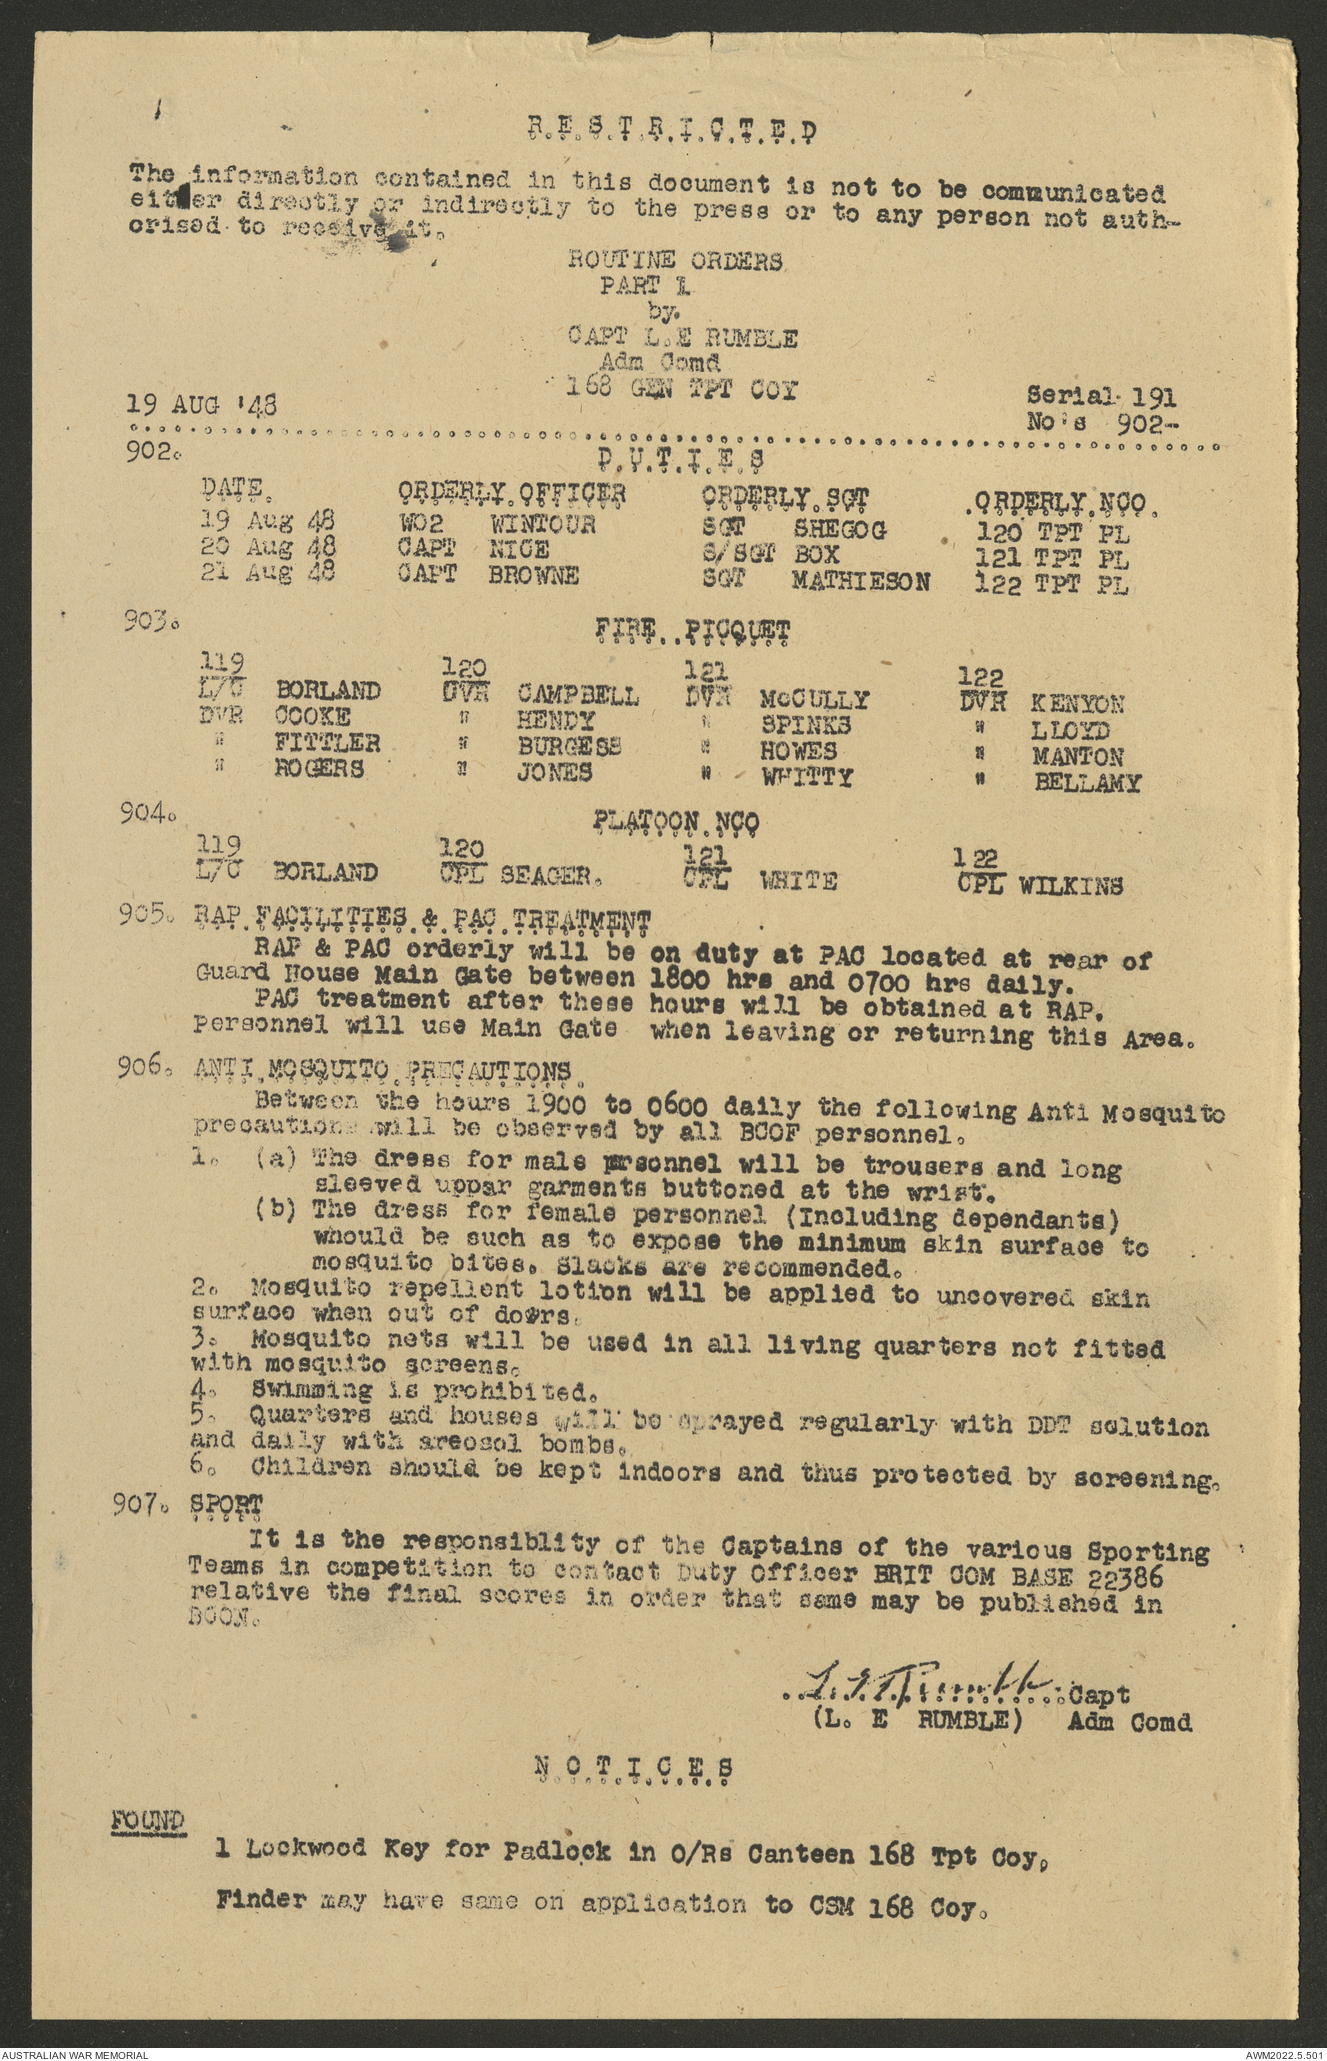 R.E.S.T.R.I.C.T.E.D
The information contained in this document is not to be communicated
either directly or indirectly to the press or to any person not auth-
orised to receive it.
ROUTINE ORDERS
PART 1
by.
CAPT L.E RUMBLE
Adm Comd
168 GEN TPT COY
19 AUG '48
Serial 191
No's 902-
902.
D.U.T.I.E.S
DATE. ORDERLY.OFFICER ORDERLY.SGT .ORDERLY.NCO.
19 Aug 48 WO2 WINTOUR SGT SHEGOG 120 TPT PL
20 Aug 48 CAPT NICE S/SGT BOX 121 TPT PL
21 Aug 48 CAPT BROWNE SGT MATHIESON 122 TPT PL
903.
FIRE..PICQUET
119 120 121 122
L/C BORLAND DVR CAMPBELL DVR McCULLY DVR KENYON
DVR COOKE " HENDY " SPINKS " LLOYD
" FITTLER " BURGESS " HOWES " MANTON
" ROGERS " JONES " WHITTY " BELLAMY
904.
PLATOON.NCO
119 120 121 122
L/C BORLAND CPL SEAGER. CPL WHITE CPL WILKINS
905. RAP.FACILITIES.&.PAC.TREATMENT
RAP & PAC orderly will be on duty at PAC located at rear of
Guard House Main Gate between 1800 hrs and 0700 hrs daily.
PAC treatment after these hours will be obtained at RAP.
Personnel will use Main Gate when leaving or returning this Area.
906. ANTI.MOSQUITO.PRECAUTIONS.
Between the hours 1900 to 0600 daily the following Anti Mosquito
precautions will be observed by all BCOF personnel.
1. (a) The dress for male prsonnel will be trousers and long
sleeved uppar garments buttoned at the wrist.
(b) The dress for female personnel (Including dependants)
whould be such as to expose the minimum skin surface to
mosquito bites. Slacks are recommended.
2. Mosquito repellent lotion will be applied to uncovered skin
surface when out of doors.
3. Mosquito nets will be used in all living quarters not fitted
with mosquito screens.
4. Swimming is prohibited.
5. Quarters and houses will be sprayed regularly with DDT solution
and daily with areosol bombs.
6. Children should be kept indoors and thus protected by screening.
907. SPORT
It is the responsiblity of the Captains of the various Sporting
Teams in competition to contact Duty Officer BRIT COM BASE 22386
relative the final scores in order that same may be published in
BCON.
L. E. Rumble Capt
(L. E RUMBLE) Adm Comd
N O T I C E S
FOUND
1 Lockwood Key for Padlock in O/Rs Canteen 168 Tpt Coy.
Finder may have same on application to CSM 168 Coy.
AUSTRALIAN WAR MEMORIAL
AWM2022.5.501